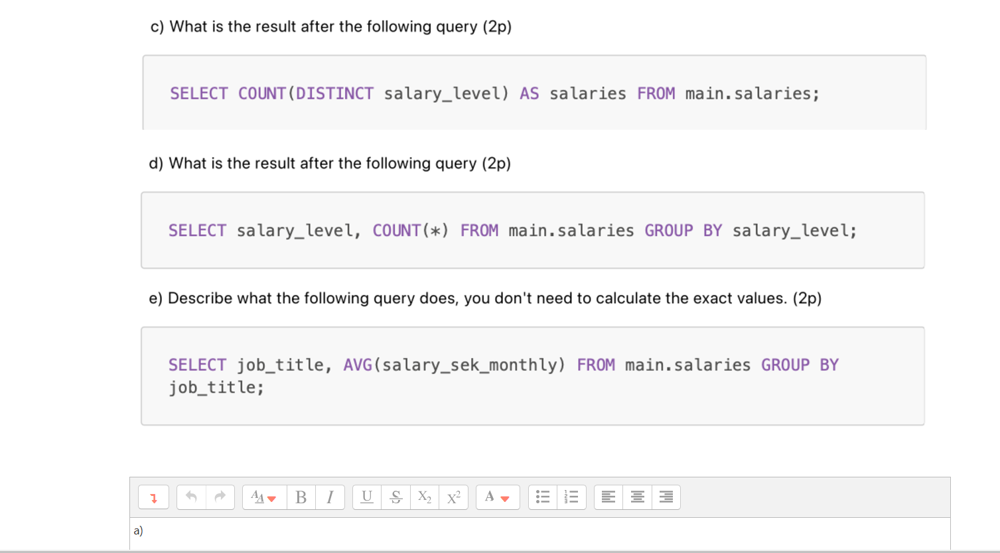 c) What is the result after the following query (2p)
SELECT COUNT(DISTINCT salary_level) AS salaries FROM main.salaries;
d) What is the result after the following query (2p)
SELECT salary_level, COUNT(*) FROM main.salaries GROUP BY salary_level;
e) Describe what the following query does, you don't need to calculate the exact values. (2p)
SELECT job_title, AVG(salary_sek_monthly) FROM main.salaries GROUP BY
job_title;
AA B I U S X₂ X² A
a)